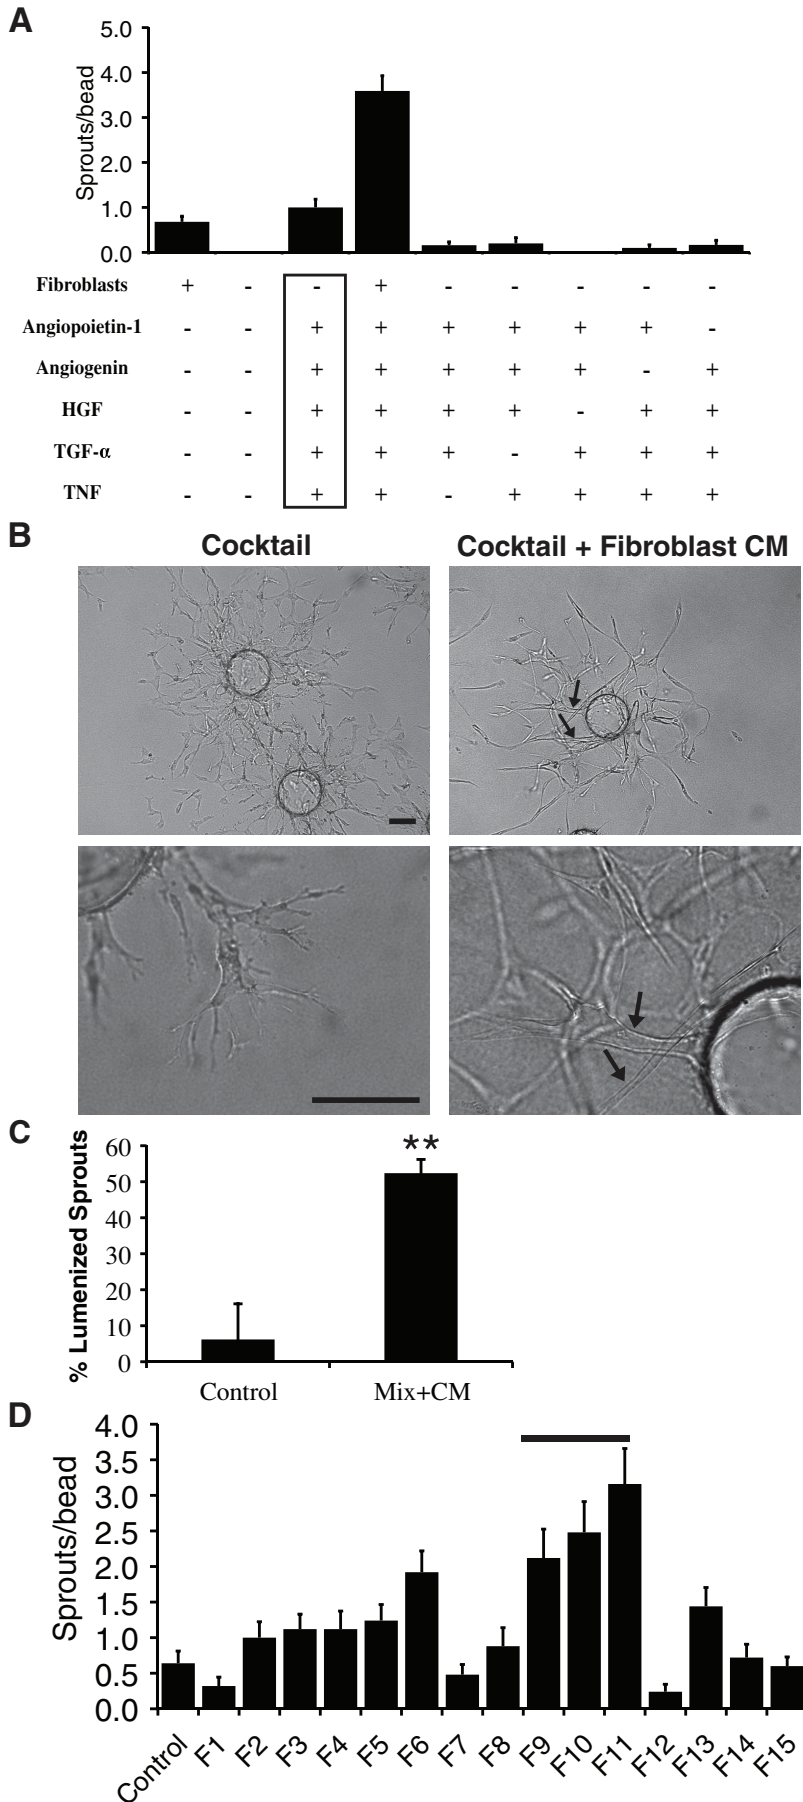 A
5.0
4.0
3.0
2.0
1.0
0.0
Sprouts/bead
Fibroblasts + - - + - - - - -
Angiopoietin-1 - - + + + + + + -
Angiogenin - - + + + + + - +
HGF - - + + + + - + +
TGF-α - - + + + - + + +
TNF - - + + - + + + +
B
Cocktail
Cocktail + Fibroblast CM
C
% Lumenized Sprouts
60
50
40
30
20
10
0
**
Control Mix+CM
D
Sprouts/bead
4.0
3.5
3.0
2.5
2.0
1.5
1.0
0.5
0.0
Control F1 F2 F3 F4 F5 F6 F7 F8 F9 F10 F11 F12 F13 F14 F15